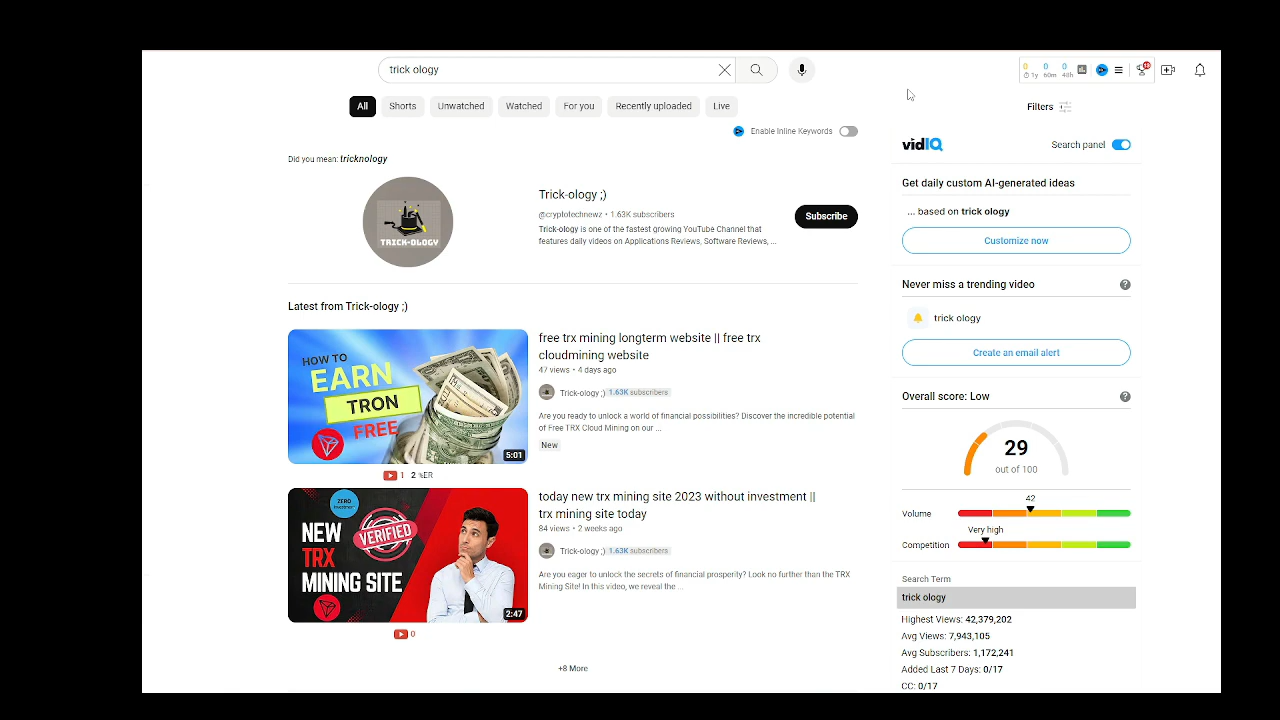 trick ology
0 0 0
1y 60m 48h
All Shorts Unwatched Watched For you Recently uploaded Live
Filters
Enable Inline Keywords
Did you mean: tricknology
TRICK-OLOGY
Trick-ology ;)
@cryptotechnewz • 1.63K subscribers
Trick-ology is one of the fastest growing YouTube Channel that
features daily videos on Applications Reviews, Software Reviews, ...
Subscribe
Latest from Trick-ology ;)
HOW TO
EARN
TRON
FREE
5:01
1 2 %ER
free trx mining longterm website || free trx
cloudmining website
47 views • 4 days ago
Trick-ology ;) 1.63K subscribers
Are you ready to unlock a world of financial possibilities? Discover the incredible potential
of Free TRX Cloud Mining on our ...
New
ZERO
Investment
NEW
TRX
MINING SITE
VERIFIED
2:47
0
today new trx mining site 2023 without investment ||
trx mining site today
84 views • 2 weeks ago
Trick-ology ;) 1.63K subscribers
Are you eager to unlock the secrets of financial prosperity? Look no further than the TRX
Mining Site! In this video, we reveal the ...
+8 More
vidIQ
Search panel
Get daily custom AI-generated ideas
... based on trick ology
Customize now
Never miss a trending video ?
trick ology
Create an email alert
Overall score: Low ?
29
out of 100
42
Volume
Very high
Competition
Search Term
trick ology
Highest Views: 42,379,202
Avg Views: 7,943,105
Avg Subscribers: 1,172,241
Added Last 7 Days: 0/17
CC: 0/17